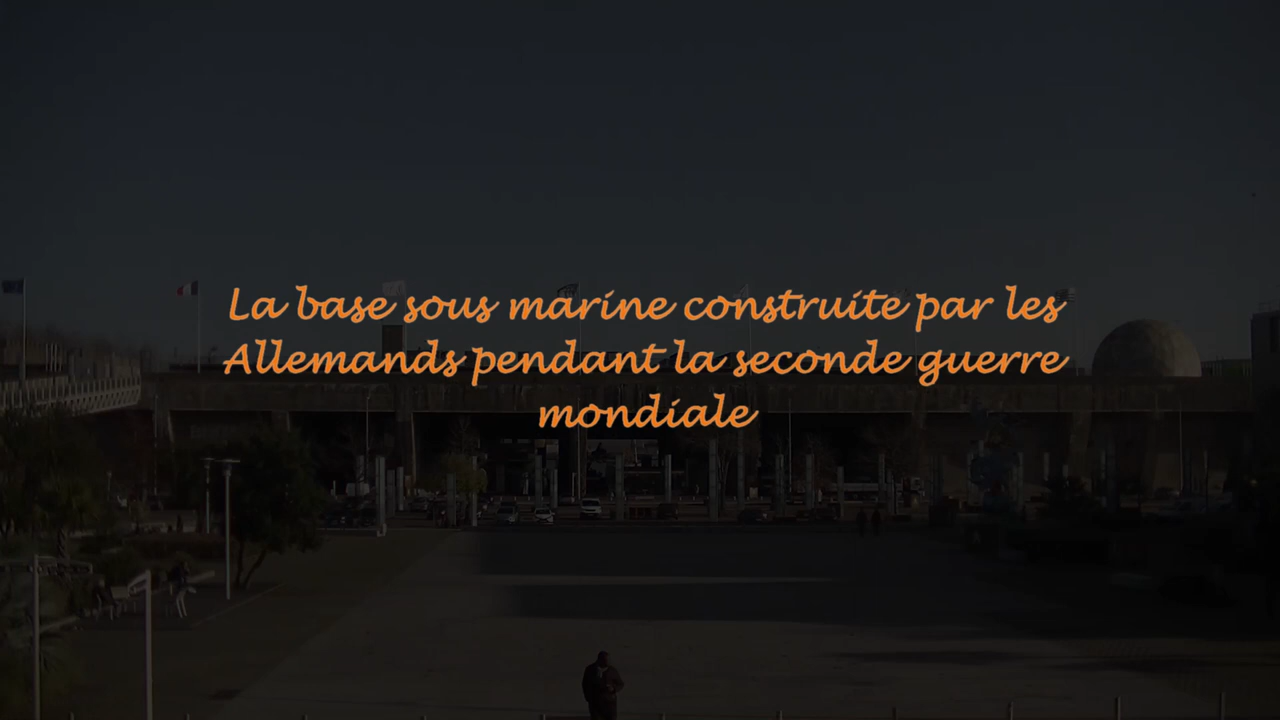 La base sous marine construite par les
Allemands pendant la seconde guerre
mondiale